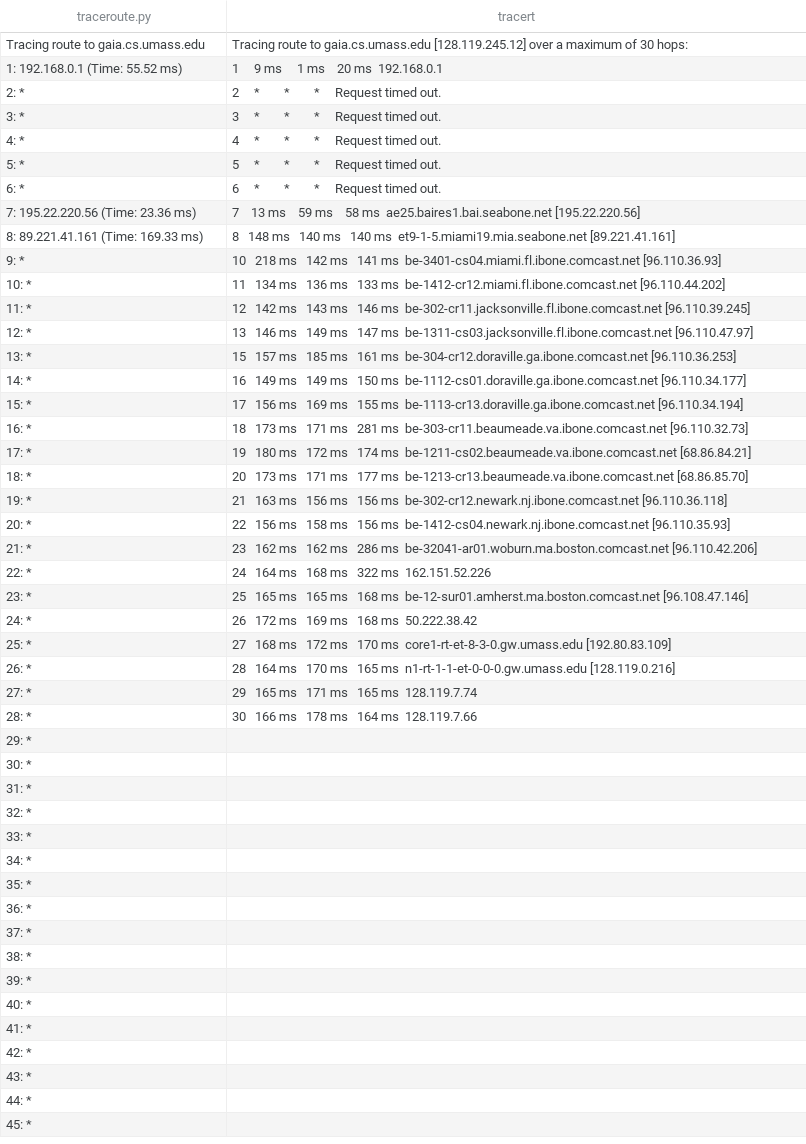 traceroute.py tracert
Tracing route to gaia.cs.umass.edu Tracing route to gaia.cs.umass.edu [128.119.245.12] over a maximum of 30 hops:
1: 192.168.0.1 (Time: 55.52 ms) 1 9 ms 1 ms 20 ms 192.168.0.1
2: * 2 * * * Request timed out.
3: * 3 * * * Request timed out.
4: * 4 * * * Request timed out.
5: * 5 * * * Request timed out.
6: * 6 * * * Request timed out.
7: 195.22.220.56 (Time: 23.36 ms) 7 13 ms 59 ms 58 ms ae25.baires1.bai.seabone.net [195.22.220.56]
8: 89.221.41.161 (Time: 169.33 ms) 8 148 ms 140 ms 140 ms et9-1-5.miami19.mia.seabone.net [89.221.41.161]
9: * 10 218 ms 142 ms 141 ms be-3401-cs04.miami.fl.ibone.comcast.net [96.110.36.93]
10: * 11 134 ms 136 ms 133 ms be-1412-cr12.miami.fl.ibone.comcast.net [96.110.44.202]
11: * 12 142 ms 143 ms 146 ms be-302-cr11.jacksonville.fl.ibone.comcast.net [96.110.39.245]
12: * 13 146 ms 149 ms 147 ms be-1311-cs03.jacksonville.fl.ibone.comcast.net [96.110.47.97]
13: * 15 157 ms 185 ms 161 ms be-304-cr12.doraville.ga.ibone.comcast.net [96.110.36.253]
14: * 16 149 ms 149 ms 150 ms be-1112-cs01.doraville.ga.ibone.comcast.net [96.110.34.177]
15: * 17 156 ms 169 ms 155 ms be-1113-cr13.doraville.ga.ibone.comcast.net [96.110.34.194]
16: * 18 173 ms 171 ms 281 ms be-303-cr11.beaumeade.va.ibone.comcast.net [96.110.32.73]
17: * 19 180 ms 172 ms 174 ms be-1211-cs02.beaumeade.va.ibone.comcast.net [68.86.84.21]
18: * 20 173 ms 171 ms 177 ms be-1213-cr13.beaumeade.va.ibone.comcast.net [68.86.85.70]
19: * 21 163 ms 156 ms 156 ms be-302-cr12.newark.nj.ibone.comcast.net [96.110.36.118]
20: * 22 156 ms 158 ms 156 ms be-1412-cs04.newark.nj.ibone.comcast.net [96.110.35.93]
21: * 23 162 ms 162 ms 286 ms be-32041-ar01.woburn.ma.boston.comcast.net [96.110.42.206]
22: * 24 164 ms 168 ms 322 ms 162.151.52.226
23: * 25 165 ms 165 ms 168 ms be-12-sur01.amherst.ma.boston.comcast.net [96.108.47.146]
24: * 26 172 ms 169 ms 168 ms 50.222.38.42
25: * 27 168 ms 172 ms 170 ms core1-rt-et-8-3-0.gw.umass.edu [192.80.83.109]
26: * 28 164 ms 170 ms 165 ms n1-rt-1-1-et-0-0-0.gw.umass.edu [128.119.0.216]
27: * 29 165 ms 171 ms 165 ms 128.119.7.74
28: * 30 166 ms 178 ms 164 ms 128.119.7.66
29: *
30: *
31: *
32: *
33: *
34: *
35: *
36: *
37: *
38: *
39: *
40: *
41: *
42: *
43: *
44: *
45: *